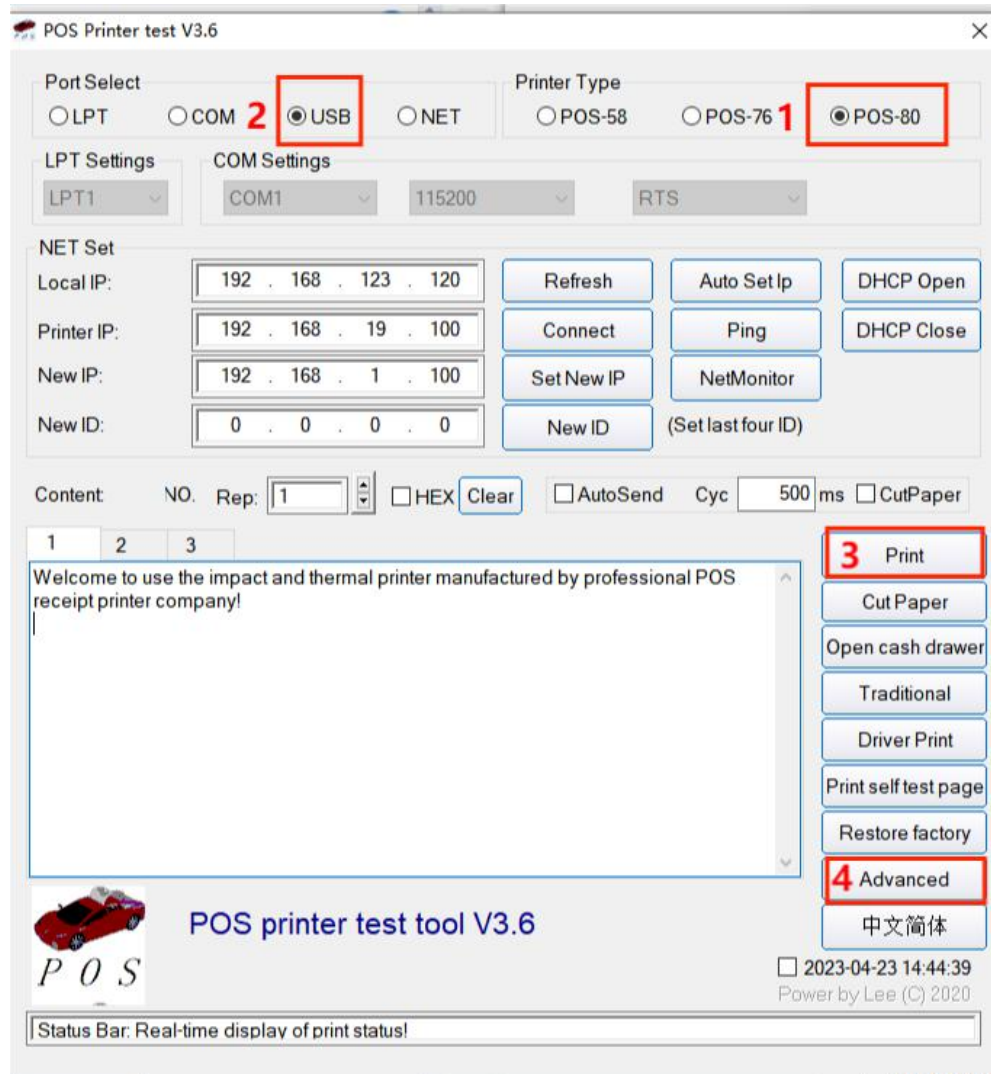 POS Printer test V3.6
Port Select
Printer Type
LPT
COM
2
USB
NET
POS-58
POS-76
1
POS-80
LPT Settings
COM Settings
LPT1
COM1
115200
RTS
NET Set
Local IP:
192 . 168 . 123 . 120
Refresh
Auto Set Ip
DHCP Open
Printer IP:
192 . 168 . 19 . 100
Connect
Ping
DHCP Close
New IP:
192 . 168 . 1 . 100
Set New IP
NetMonitor
New ID:
0 . 0 . 0 . 0
New ID
(Set last four ID)
Content:
NO.
Rep:
1
HEX
Clear
AutoSend
Cyc
500
ms
CutPaper
1
2
3
Welcome to use the impact and thermal printer manufactured by professional POS
receipt printer company!
3
Print
Cut Paper
Open cash drawer
Traditional
Driver Print
Print self test page
Restore factory
4
Advanced
中文简体
POS
POS printer test tool V3.6
2023-04-23 14:44:39
Power by Lee (C) 2020
Status Bar: Real-time display of print status!